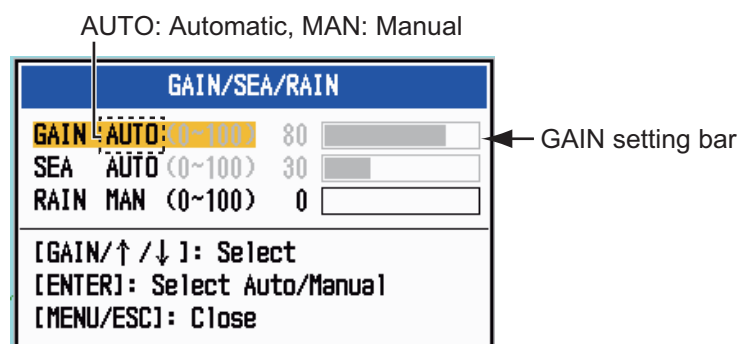 AUTO: Automatic, MAN: Manual
GAIN/SEA/RAIN
GAIN AUTO (0~100) 80
GAIN setting bar
SEA AUTO (0~100) 30
RAIN MAN (0~100) 0
[GAIN/↑/↓]: Select
[ENTER]: Select Auto/Manual
[MENU/ESC]: Close